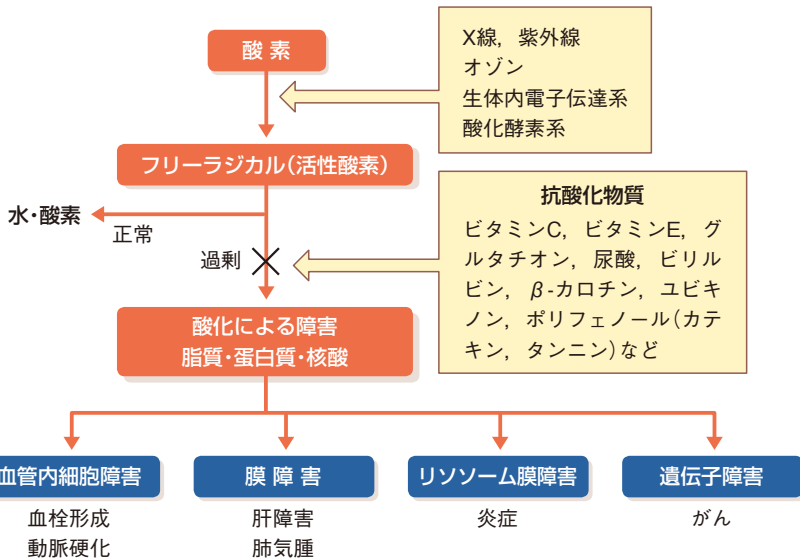 酸 素
X線，紫外線
オゾン
生体内電子伝達系
酸化酵素系
フリーラジカル（活性酸素）
水・酸素
正常
過剰
抗酸化物質
ビタミンC，ビタミンE，グ
ルタチオン，尿酸，ビリル
ビン，β-カロチン，ユビキ
ノン，ポリフェノール（カテ
キン，タンニン）など
酸化による障害
脂質・蛋白質・核酸
血管内細胞障害
血栓形成
動脈硬化
膜 障 害
肝障害
肺気腫
リソソーム膜障害
炎症
遺伝子障害
がん